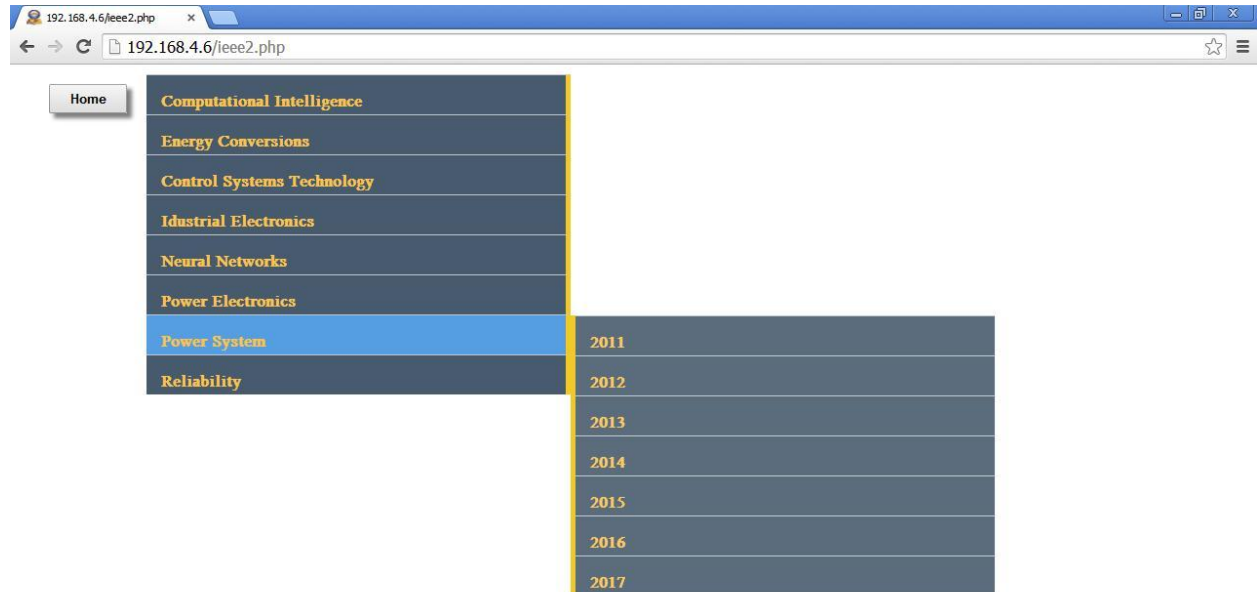 192.168.4.6/ieee2.php
192.168.4.6/ieee2.php
Home
Computational Intelligence
Energy Conversions
Control Systems Technology
Idustrial Electronics
Neural Networks
Power Electronics
Power System
Reliability
2011
2012
2013
2014
2015
2016
2017